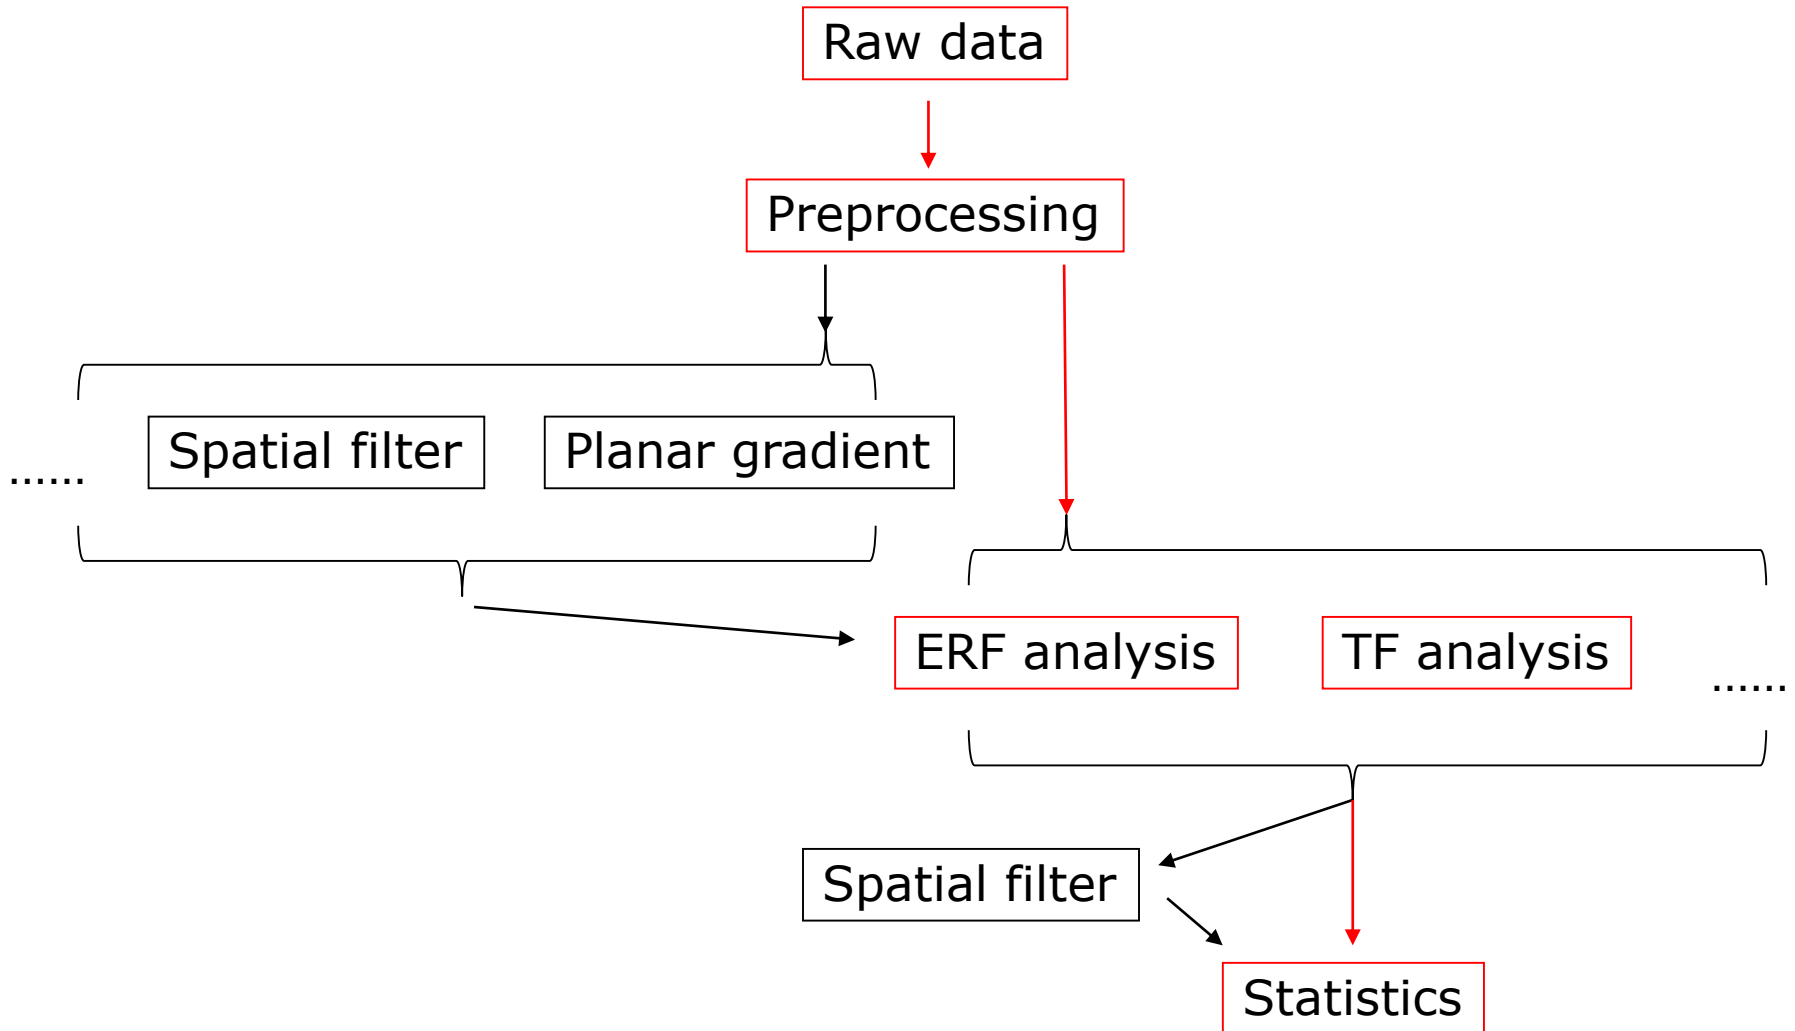 Raw data
Preprocessing
...... Spatial filter Planar gradient
ERF analysis TF analysis ......
Spatial filter
Statistics